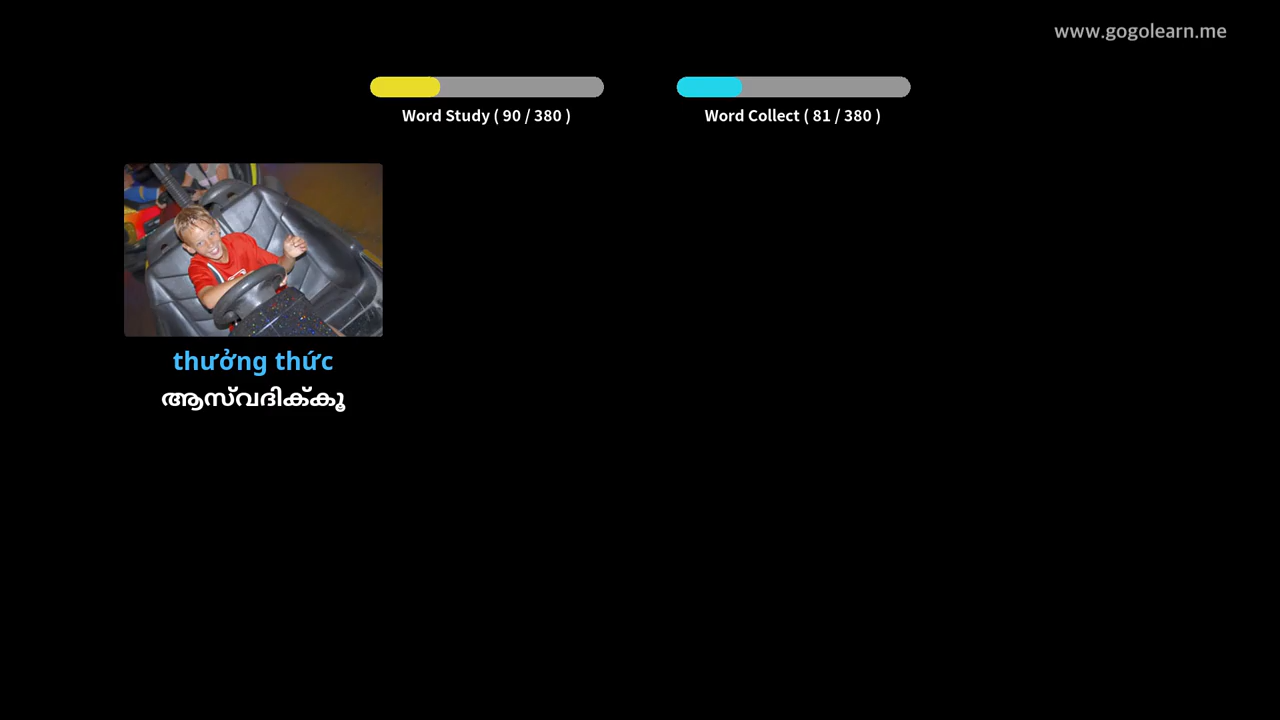 www.gogolearn.me
Word Study ( 90 / 380 )
Word Collect ( 81 / 380 )
thưởng thức
ആസ്വദിക്കൂ